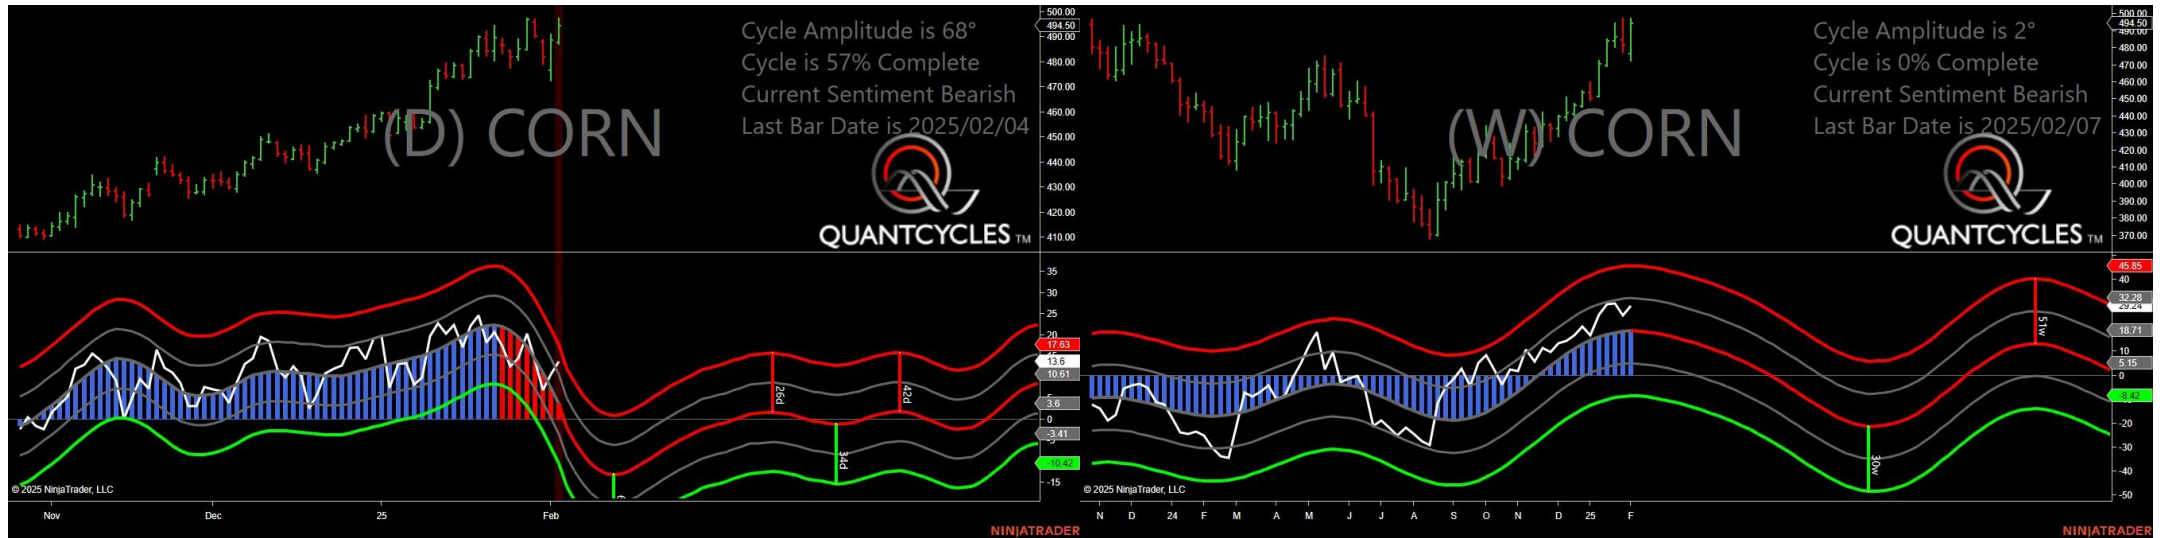 Cycle Amplitude is 68°
Cycle is 57% Complete
Current Sentiment Bearish
Last Bar Date is 2025/02/04
(D) CORN
QUANTCYCLES TM
500.00
494.50
490.00
480.00
470.00
460.00
450.00
440.00
430.00
420.00
410.00
35
30
25
20
17.63
13.6
10.61
3.6
0
-3.41
-10.42
-15
26d
34d
42d
© 2025 NinjaTrader, LLC
Nov Dec 25 Feb
NINJATRADER
Cycle Amplitude is 2°
Cycle is 0% Complete
Current Sentiment Bearish
Last Bar Date is 2025/02/07
(W) CORN
QUANTCYCLES TM
500.00
494.50
490.00
480.00
470.00
460.00
450.00
440.00
430.00
420.00
410.00
400.00
390.00
380.00
370.00
45.85
40
32.28
29.24
18.71
10
5.15
0
-8.42
-20
-30
-40
-50
51w
30w
© 2025 NinjaTrader, LLC
N D 24 F M A M J J A S O N D 25 F
NINJATRADER